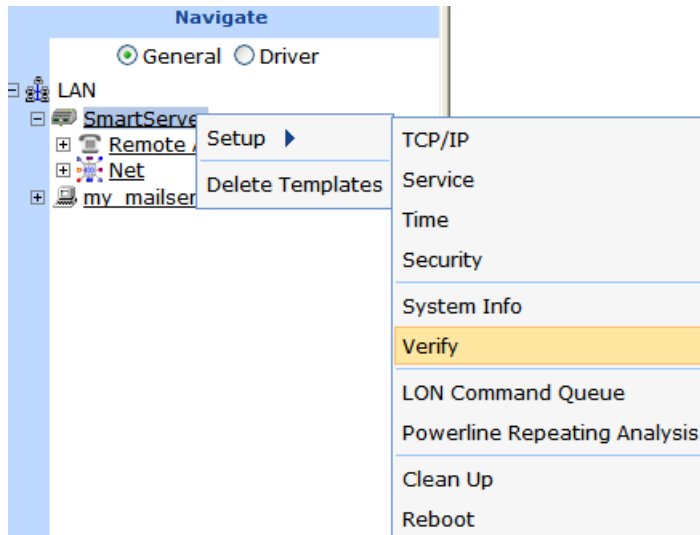 Navigate
General Driver
LAN
SmartServe
Remote
Net
my_mailser
Setup
Delete Templates
TCP/IP
Service
Time
Security
System Info
Verify
LON Command Queue
Powerline Repeating Analysis
Clean Up
Reboot